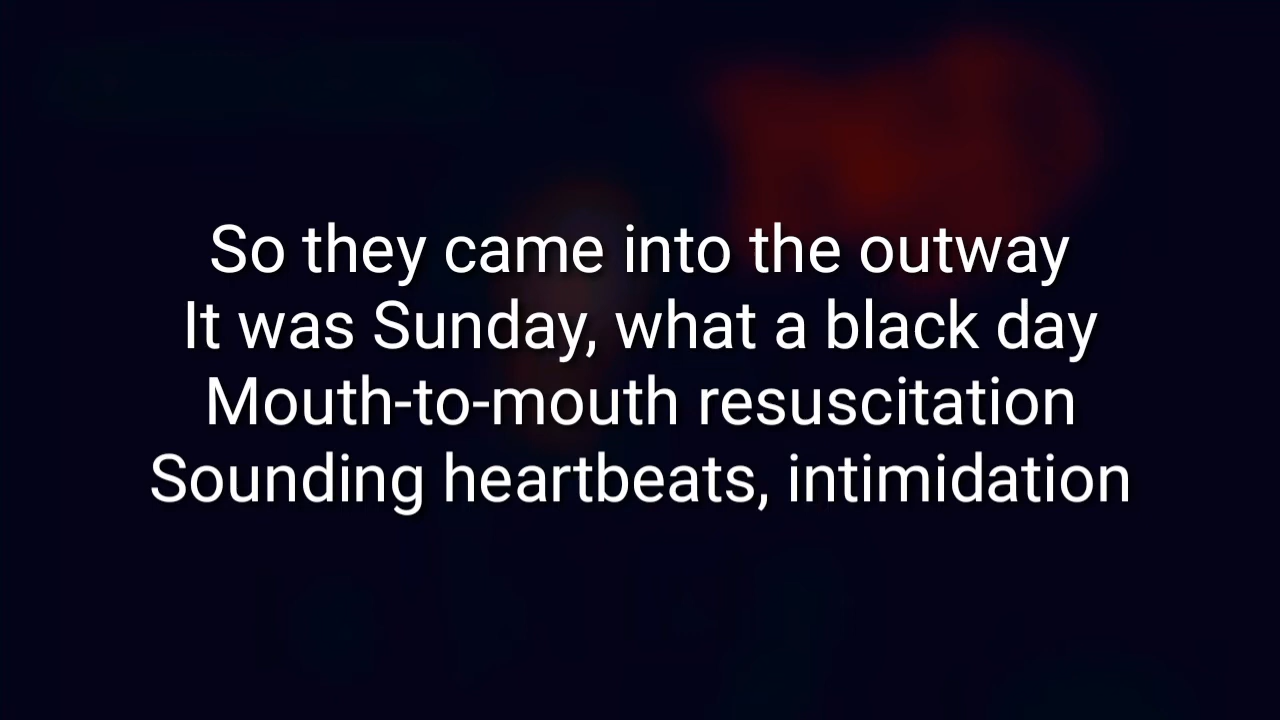 So they came into the outway
It was Sunday, what a black day
Mouth-to-mouth resuscitation
Sounding heartbeats, intimidation